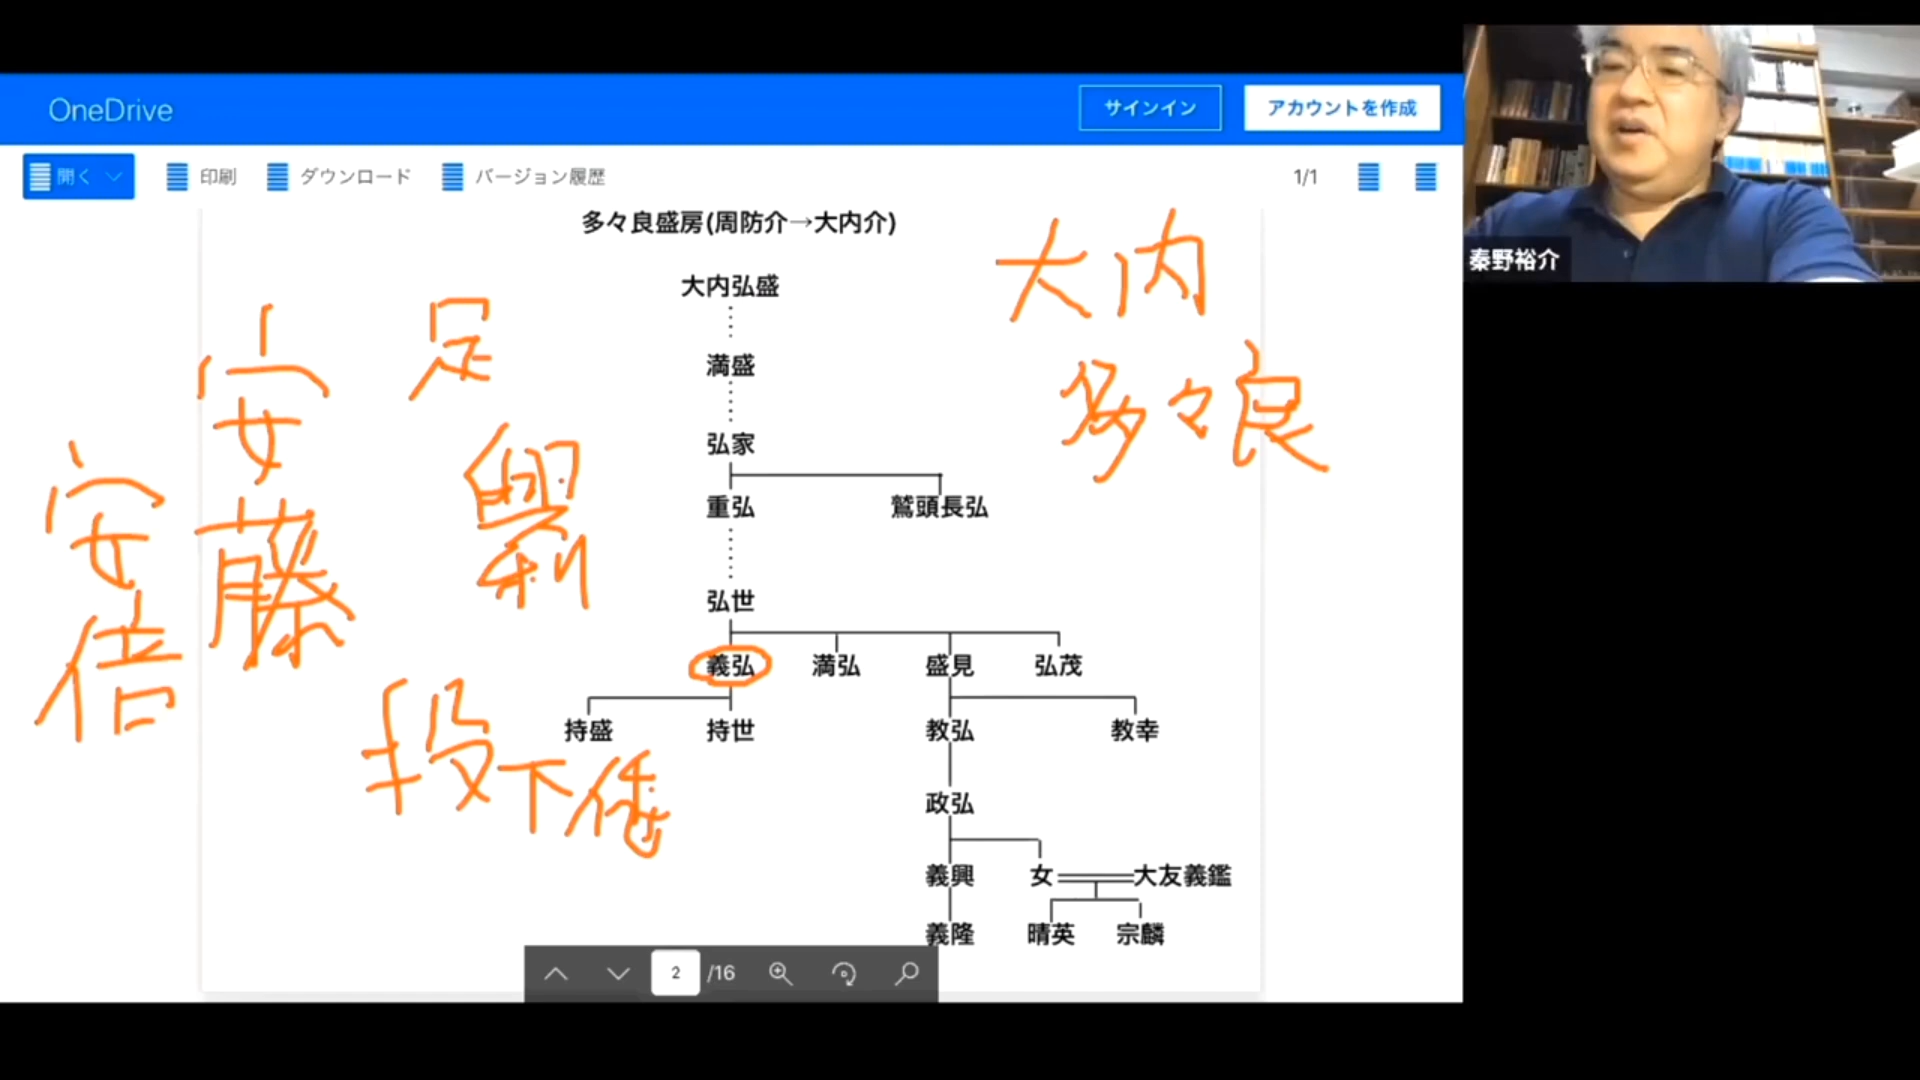 OneDrive
サインイン
アカウントを作成
開く
印刷
ダウンロード
バージョン履歴
1/1
秦野裕介
多々良盛房(周防介→大内介)
大内弘盛
満盛
弘家
重弘
鷲頭長弘
弘世
義弘
満弘
盛見
弘茂
持盛
持世
教弘
教幸
政弘
義興
女
大友義鑑
義隆
晴英
宗麟
大内
多々良
足
利
安藤
安倍
2
/16